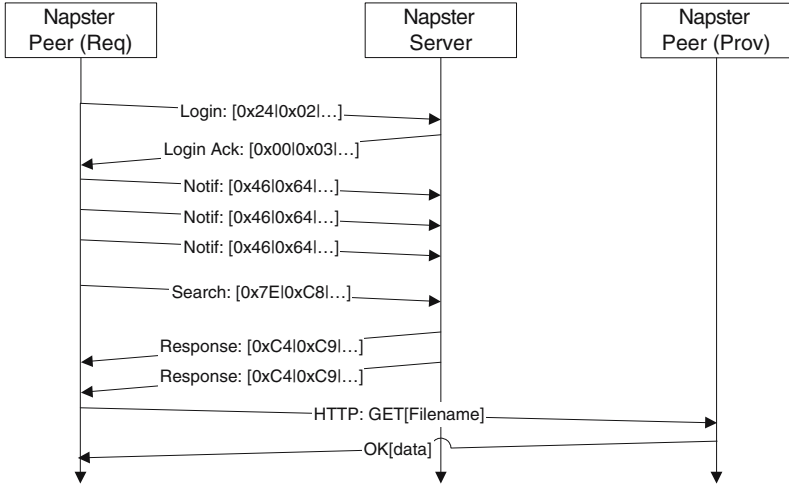 Napster
Peer (Req)
Napster
Server
Napster
Peer (Prov)
Login: [0x24|0x02|…]
Login Ack: [0x00|0x03|…]
Notif: [0x46|0x64|…]
Notif: [0x46|0x64|…]
Notif: [0x46|0x64|…]
Search: [0x7E|0xC8|…]
Response: [0xC4|0xC9|…]
Response: [0xC4|0xC9|…]
HTTP: GET[Filename]
OK[data]